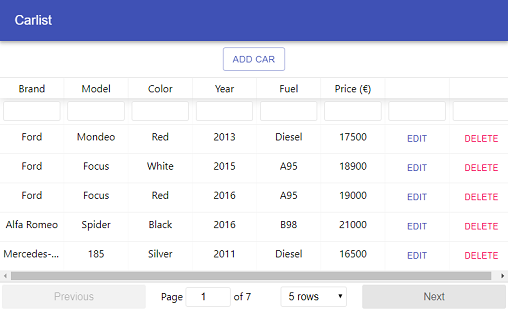 Carlist
ADD CAR
Brand Model Color Year Fuel Price (€)
Ford Mondeo Red 2013 Diesel 17500 EDIT DELETE
Ford Focus White 2015 A95 18900 EDIT DELETE
Ford Focus Red 2016 A95 19000 EDIT DELETE
Alfa Romeo Spider Black 2016 B98 21000 EDIT DELETE
Mercedes-... 185 Silver 2011 Diesel 16500 EDIT DELETE
Previous Page 1 of 7 5 rows Next